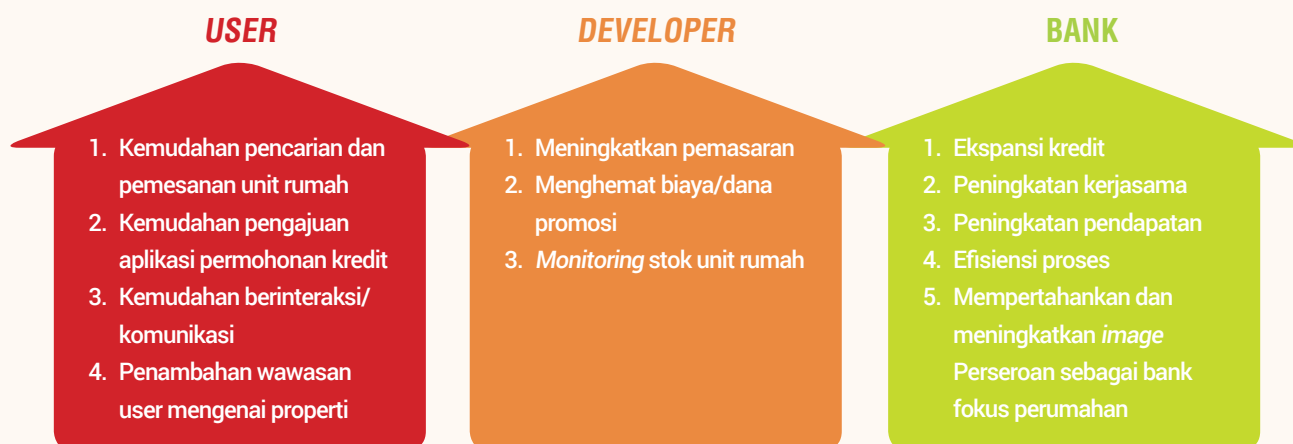 USER
1. Kemudahan pencarian dan
pemesanan unit rumah
2. Kemudahan pengajuan
aplikasi permohonan kredit
3. Kemudahan berinteraksi/
komunikasi
4. Penambahan wawasan
user mengenai properti
DEVELOPER
1. Meningkatkan pemasaran
2. Menghemat biaya/dana
promosi
3. Monitoring stok unit rumah
BANK
1. Ekspansi kredit
2. Peningkatan kerjasama
3. Peningkatan pendapatan
4. Efisiensi proses
5. Mempertahankan dan
meningkatkan image
Perseroan sebagai bank
fokus perumahan